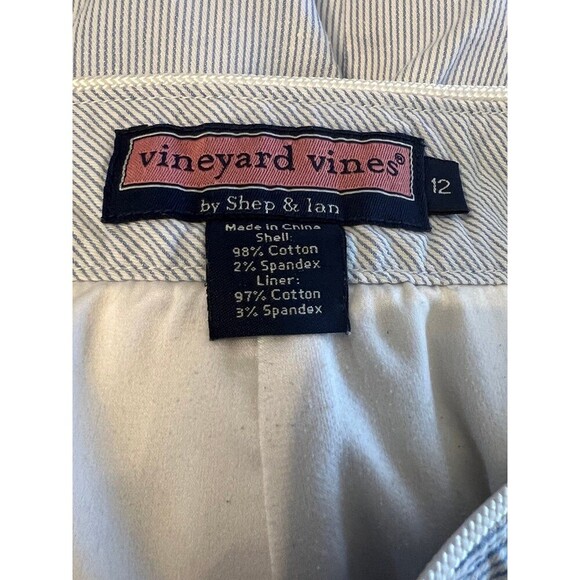 vineyard vines®
by Shep & Ian
12
Made in China
Shell:
98% Cotton
2% Spandex
Liner:
97% Cotton
3% Spandex